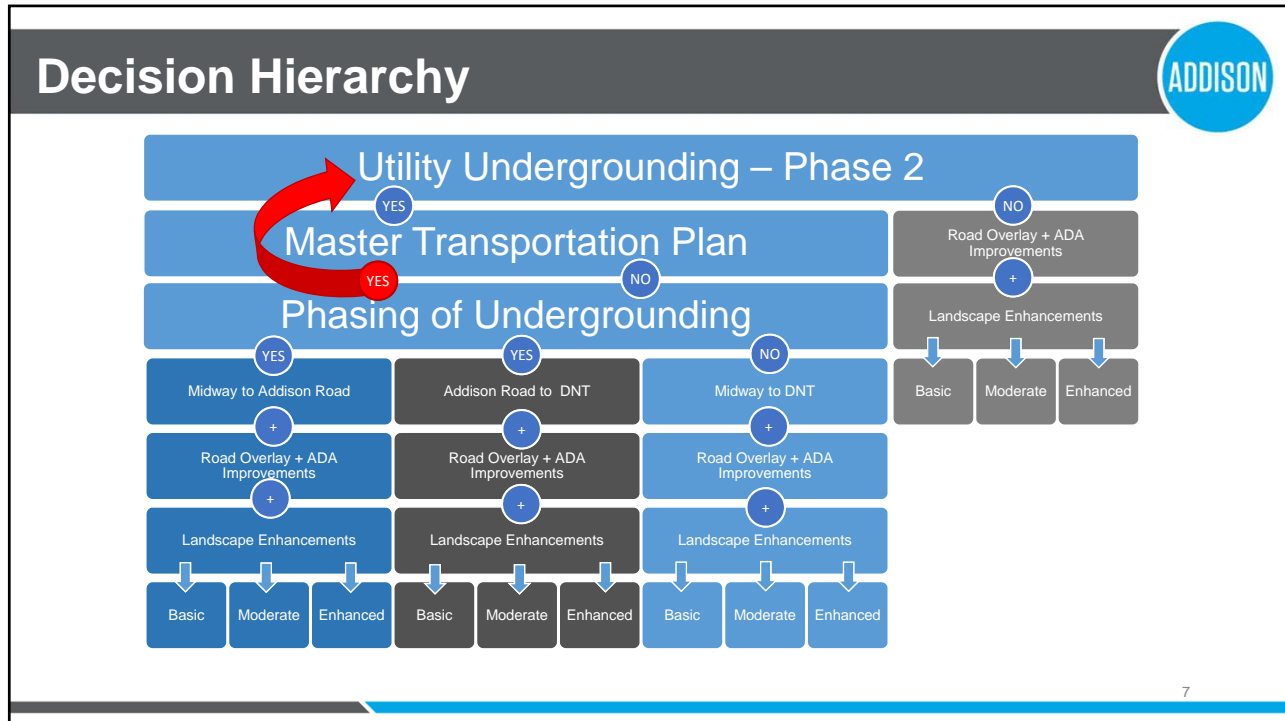 Decision Hierarchy
ADDISON
Utility Undergrounding – Phase 2
YES
NO
Master Transportation Plan
Road Overlay + ADA
Improvements
YES
NO
+
Phasing of Undergrounding
Landscape Enhancements
YES
YES
NO
Midway to Addison Road
Addison Road to DNT
Midway to DNT
Basic
Moderate
Enhanced
+
+
+
Road Overlay + ADA
Improvements
Road Overlay + ADA
Improvements
Road Overlay + ADA
Improvements
+
+
+
Landscape Enhancements
Landscape Enhancements
Landscape Enhancements
Basic
Moderate
Enhanced
Basic
Moderate
Enhanced
Basic
Moderate
Enhanced
7